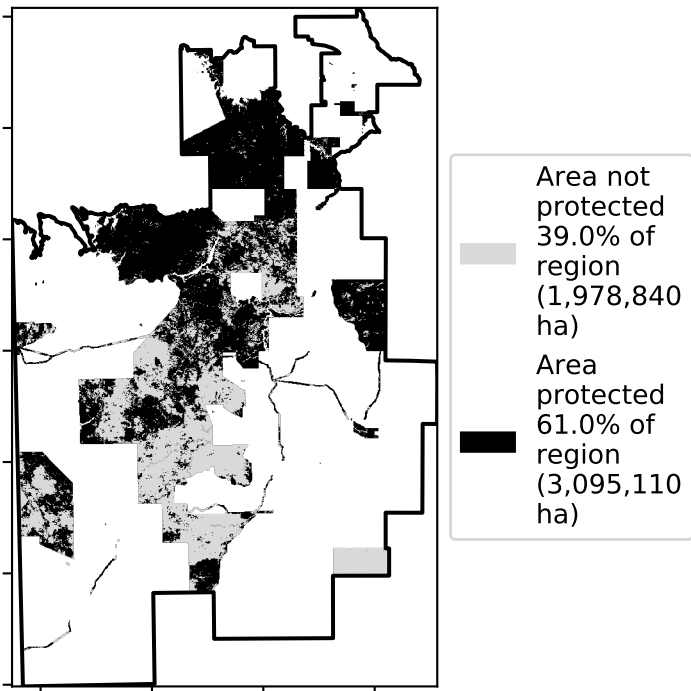 Area not
protected
39.0% of
region
(1,978,840
ha)
Area
protected
61.0% of
region
(3,095,110
ha)